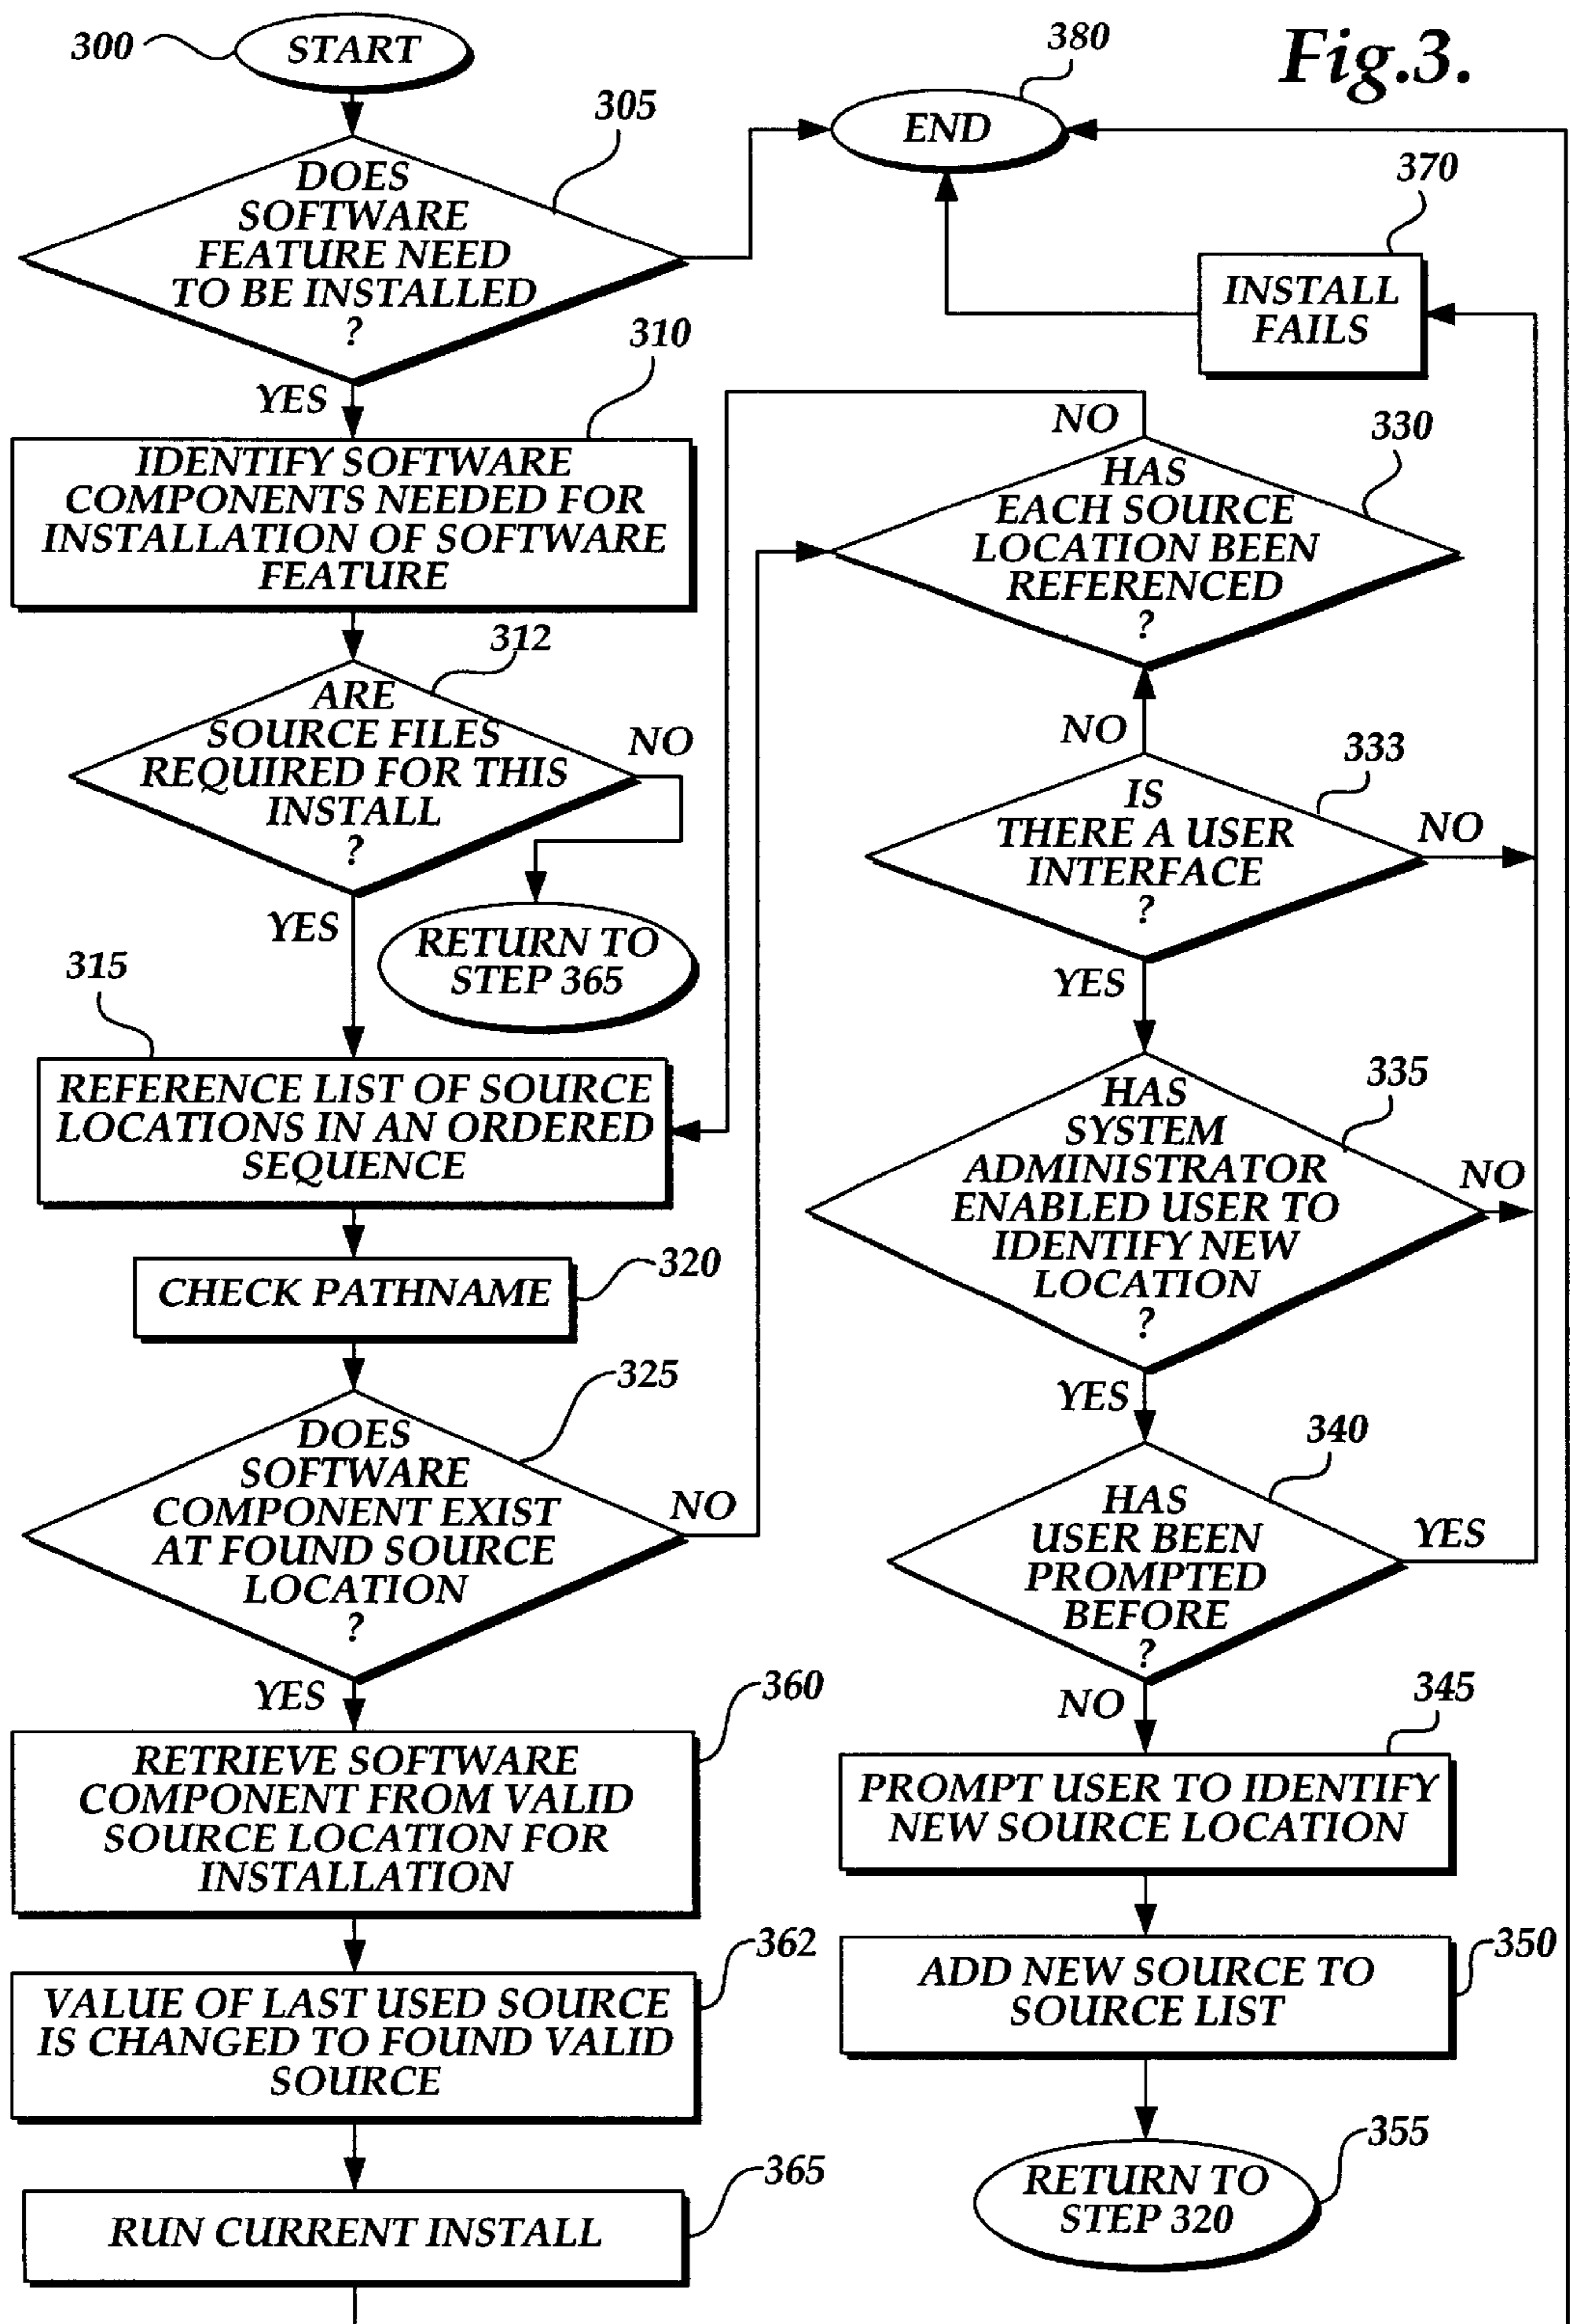 Fig.3.
300
START
305
DOES
SOFTWARE
FEATURE NEED
TO BE INSTALLED
?
YES
310
IDENTIFY SOFTWARE
COMPONENTS NEEDED FOR
INSTALLATION OF SOFTWARE
FEATURE
312
ARE
SOURCE FILES
REQUIRED FOR THIS
INSTALL
?
NO
YES
RETURN TO
STEP 365
315
REFERENCE LIST OF SOURCE
LOCATIONS IN AN ORDERED
SEQUENCE
320
CHECK PATHNAME
325
DOES
SOFTWARE
COMPONENT EXIST
AT FOUND SOURCE
LOCATION
?
NO
YES
360
RETRIEVE SOFTWARE
COMPONENT FROM VALID
SOURCE LOCATION FOR
INSTALLATION
362
VALUE OF LAST USED SOURCE
IS CHANGED TO FOUND VALID
SOURCE
365
RUN CURRENT INSTALL
380
END
370
INSTALL
FAILS
NO
330
HAS
EACH SOURCE
LOCATION BEEN
REFERENCED
?
NO
333
IS
THERE A USER
INTERFACE
?
NO
YES
335
HAS
SYSTEM
ADMINISTRATOR
ENABLED USER TO
IDENTIFY NEW
LOCATION
?
NO
YES
340
HAS
USER BEEN
PROMPTED
BEFORE
?
YES
NO
345
PROMPT USER TO IDENTIFY
NEW SOURCE LOCATION
350
ADD NEW SOURCE TO
SOURCE LIST
355
RETURN TO
STEP 320